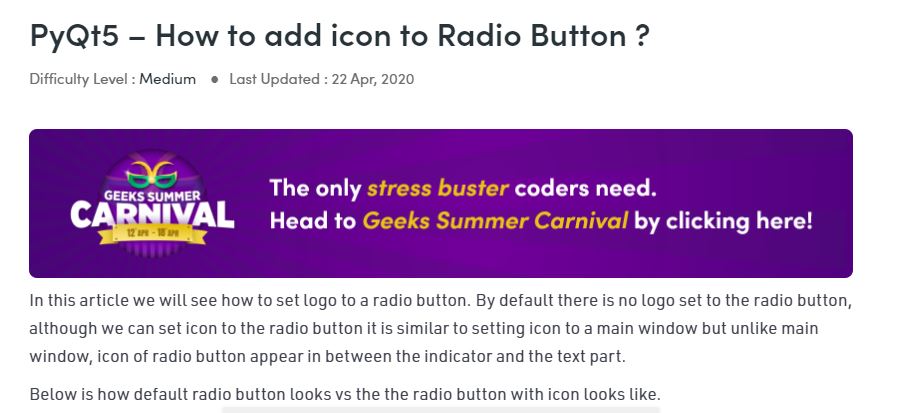 PyQt5 – How to add icon to Radio Button ?
Difficulty Level : Medium ● Last Updated : 22 Apr, 2020
GEEKS SUMMER
CARNIVAL
12 APR - 18 APR
The only stress buster coders need.
Head to Geeks Summer Carnival by clicking here!
In this article we will see how to set logo to a radio button. By default there is no logo set to the radio button,
although we can set icon to the radio button it is similar to setting icon to a main window but unlike main
window, icon of radio button appear in between the indicator and the text part.
Below is how default radio button looks vs the the radio button with icon looks like.